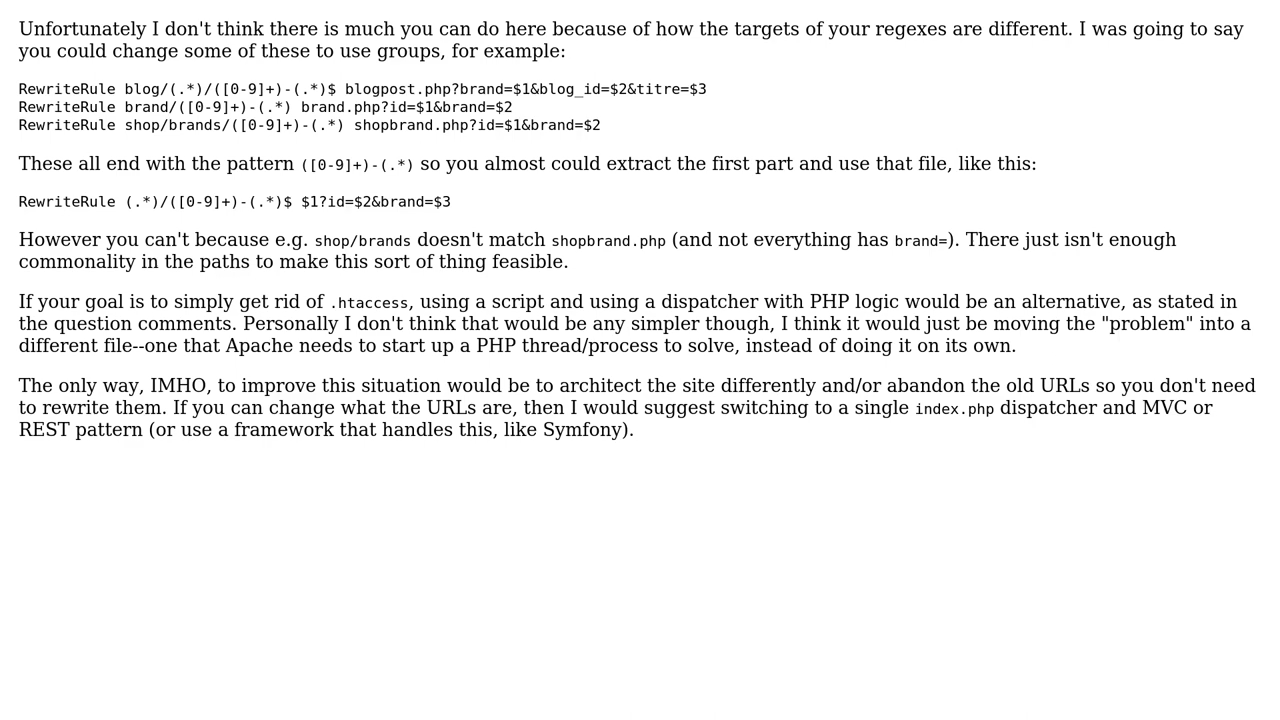 Unfortunately I don't think there is much you can do here because of how the targets of your regexes are different. I was going to say
you could change some of these to use groups, for example:
RewriteRule blog/(.*)/([0-9]+)-(.*)$ blogpost.php?brand=$1&blog_id=$2&titre=$3
RewriteRule brand/([0-9]+)-(.*) brand.php?id=$1&brand=$2
RewriteRule shop/brands/([0-9]+)-(.*) shopbrand.php?id=$1&brand=$2
These all end with the pattern ([0-9]+)-(.*) so you almost could extract the first part and use that file, like this:
RewriteRule (.*)/([0-9]+)-(.*)$ $1?id=$2&brand=$3
However you can't because e.g. shop/brands doesn't match shopbrand.php (and not everything has brand=). There just isn't enough
commonality in the paths to make this sort of thing feasible.
If your goal is to simply get rid of .htaccess, using a script and using a dispatcher with PHP logic would be an alternative, as stated in
the question comments. Personally I don't think that would be any simpler though, I think it would just be moving the "problem" into a
different file--one that Apache needs to start up a PHP thread/process to solve, instead of doing it on its own.
The only way, IMHO, to improve this situation would be to architect the site differently and/or abandon the old URLs so you don't need
to rewrite them. If you can change what the URLs are, then I would suggest switching to a single index.php dispatcher and MVC or
REST pattern (or use a framework that handles this, like Symfony).